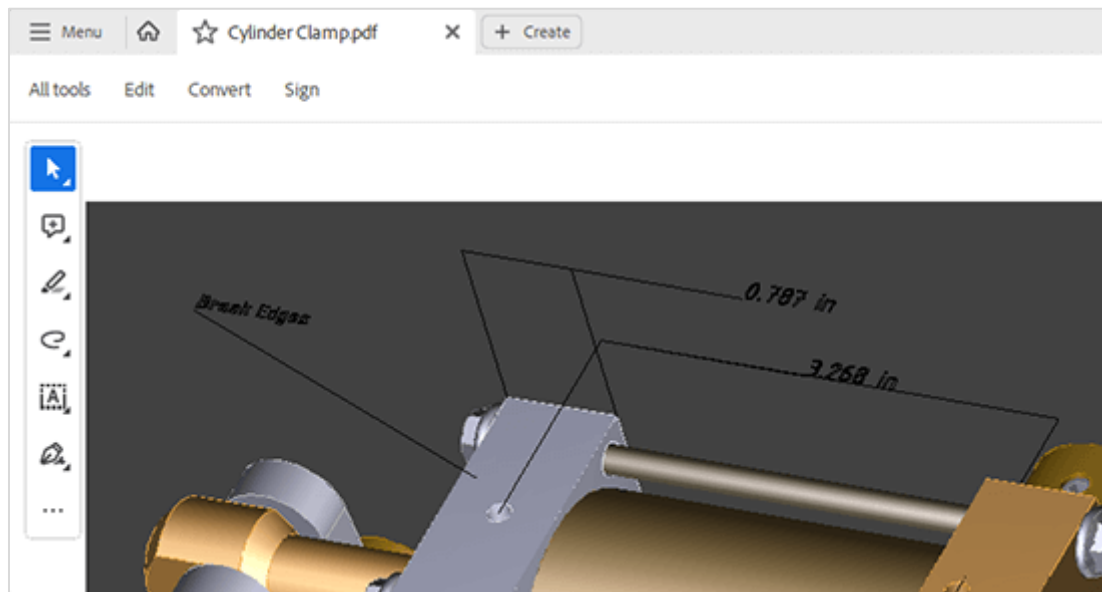 Menu
Cylinder Clamp.pdf
Create
All tools Edit Convert Sign
0.787 in
Break Edges
3.268 in
A